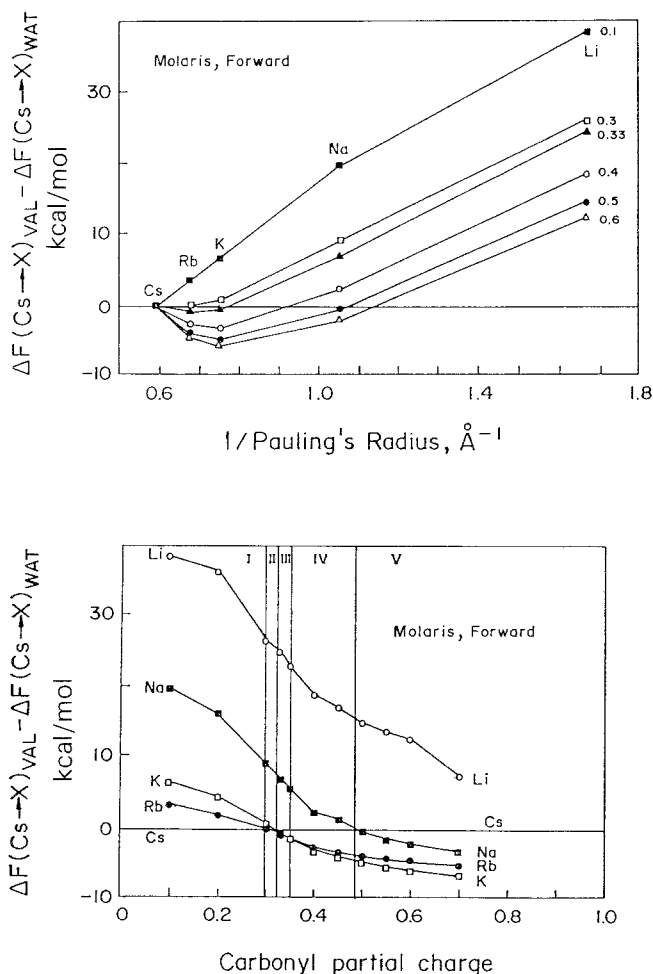 ΔF(Cs→X)VAL − ΔF(Cs→X)WAT
kcal/mol
Molaris, Forward
30
10
0
-10
Cs
Rb
K
Na
Li
0.1
0.3
0.33
0.4
0.5
0.6
0.6
1.0
1.4
1.8
1/Pauling's Radius, Å⁻¹
ΔF(Cs→X)VAL − ΔF(Cs→X)WAT
kcal/mol
I
II
III
IV
V
Molaris, Forward
30
10
0
-10
Li
Na
K
Rb
Cs
Li
Cs
Na
Rb
K
0
0.2
0.4
0.6
0.8
1.0
Carbonyl partial charge